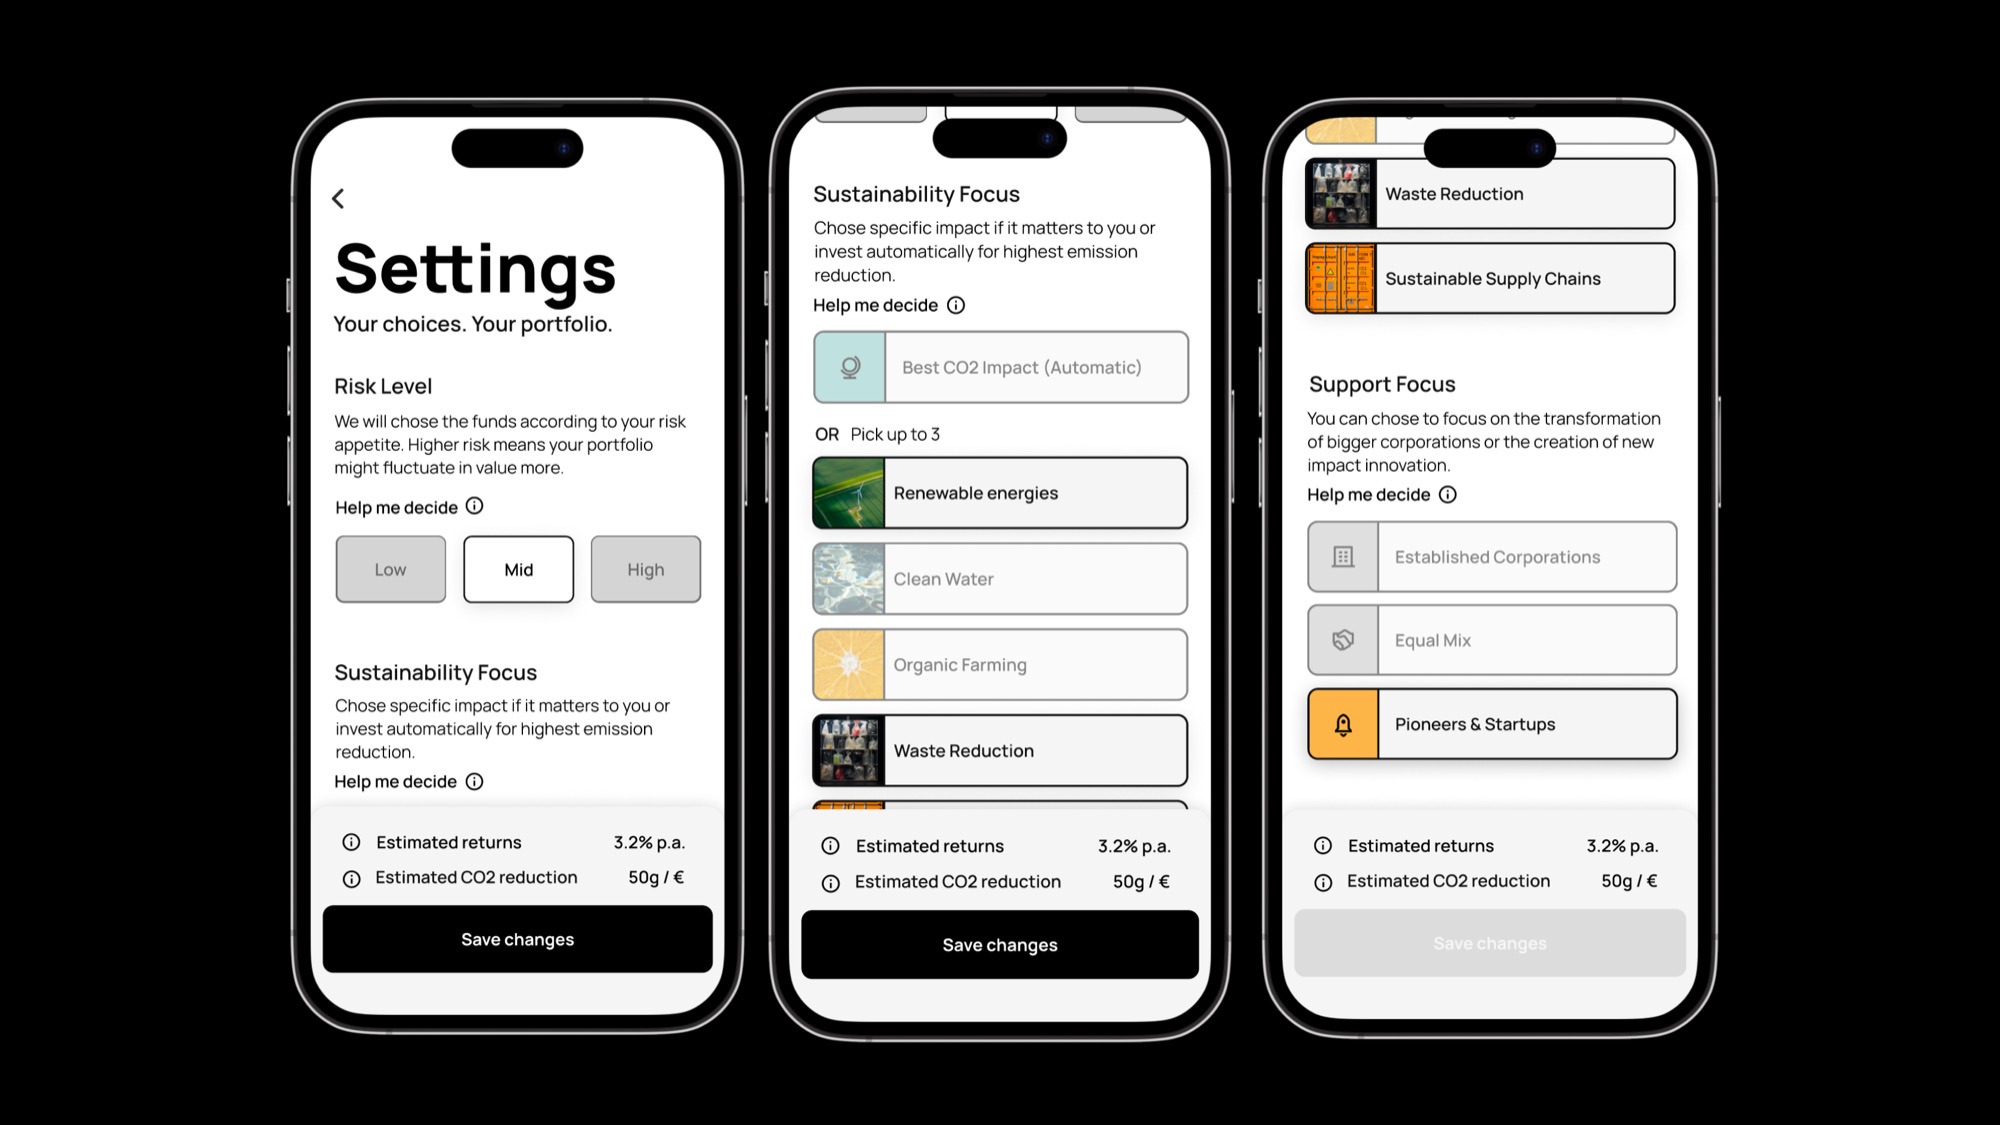 Settings
Your choices. Your portfolio.
Risk Level
We will chose the funds according to your risk
appetite. Higher risk means your portfolio
might fluctuate in value more.
Help me decide
Low
Mid
High
Sustainability Focus
Chose specific impact if it matters to you or
invest automatically for highest emission
reduction.
Help me decide
Estimated returns 3.2% p.a.
Estimated CO2 reduction 50g / €
Save changes
Sustainability Focus
Chose specific impact if it matters to you or
invest automatically for highest emission
reduction.
Help me decide
Best CO2 Impact (Automatic)
OR Pick up to 3
Renewable energies
Clean Water
Organic Farming
Waste Reduction
Estimated returns 3.2% p.a.
Estimated CO2 reduction 50g / €
Save changes
Waste Reduction
Sustainable Supply Chains
Support Focus
You can chose to focus on the transformation
of bigger corporations or the creation of new
impact innovation.
Help me decide
Established Corporations
Equal Mix
Pioneers & Startups
Estimated returns 3.2% p.a.
Estimated CO2 reduction 50g / €
Save changes